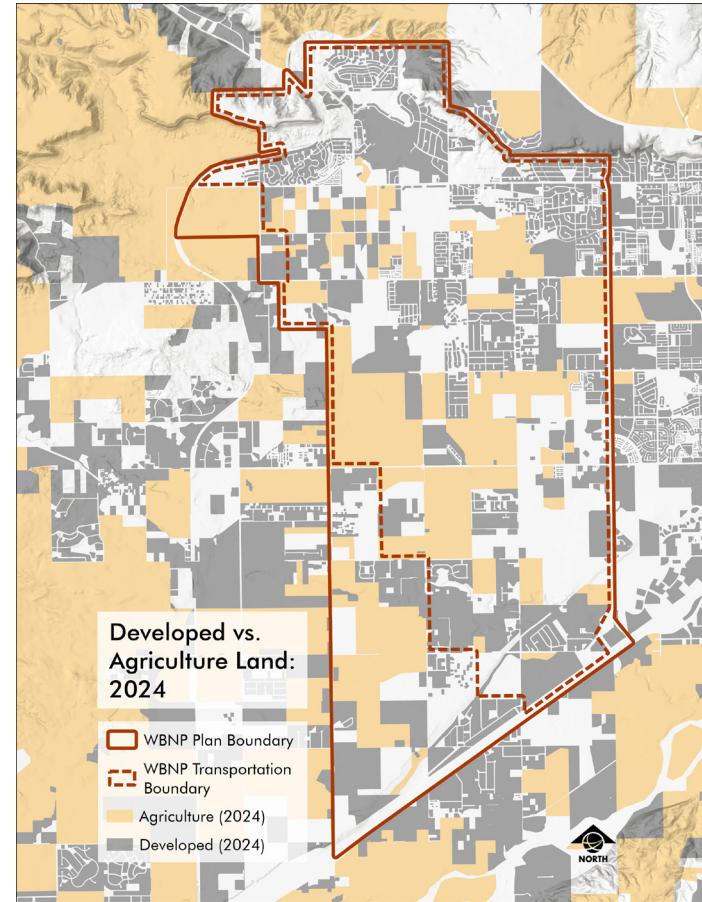 Developed vs.
Agriculture Land:
2024
WBNP Plan Boundary
WBNP Transportation
Boundary
Agriculture (2024)
Developed (2024)
NORTH